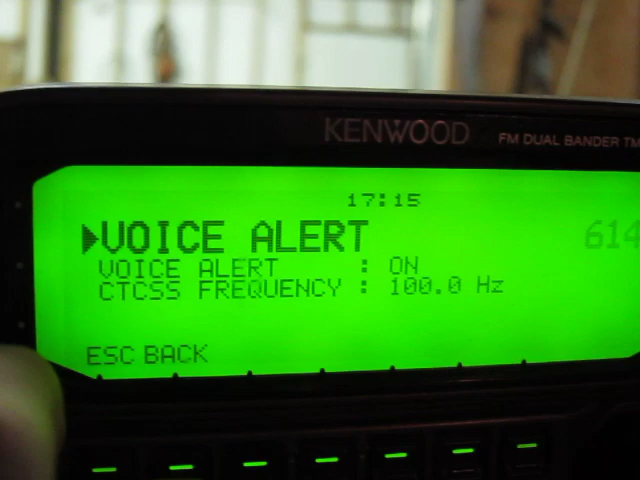 KENWOOD FM DUAL BANDER TM
17:15
▶VOICE ALERT 614
VOICE ALERT : ON
CTCSS FREQUENCY : 100.0 Hz
ESC BACK